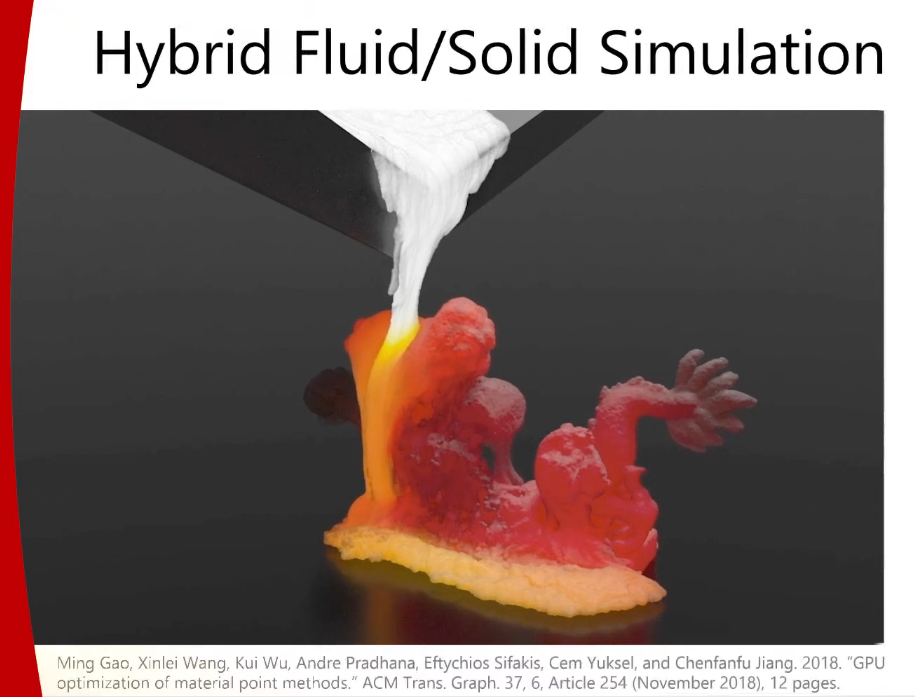 Hybrid Fluid/Solid Simulation
Ming Gao, Xinlei Wang, Kui Wu, Andre Pradhana, Eftychios Sifakis, Cem Yuksel, and Chenfanfu Jiang. 2018. "GPU
optimization of material point methods." ACM Trans. Graph. 37, 6, Article 254 (November 2018), 12 pages.